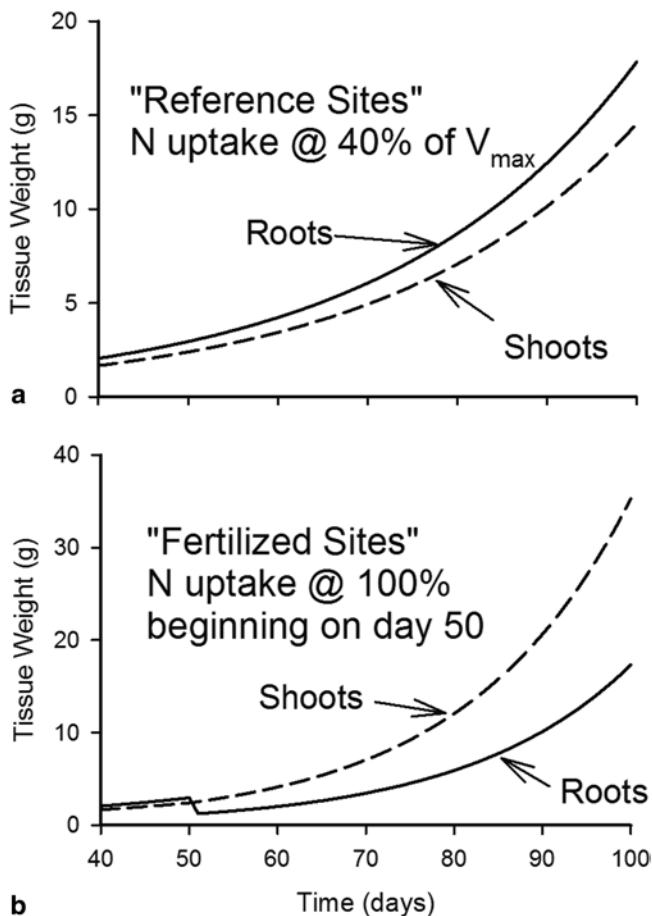 20
"Reference Sites"
N uptake @ 40% of Vmax
15
Tissue Weight (g)
Roots
10
5
Shoots
0
a
40
"Fertilized Sites"
N uptake @ 100%
beginning on day 50
30
Tissue Weight (g)
Shoots
20
10
Roots
0
40 50 60 70 80 90 100
b
Time (days)